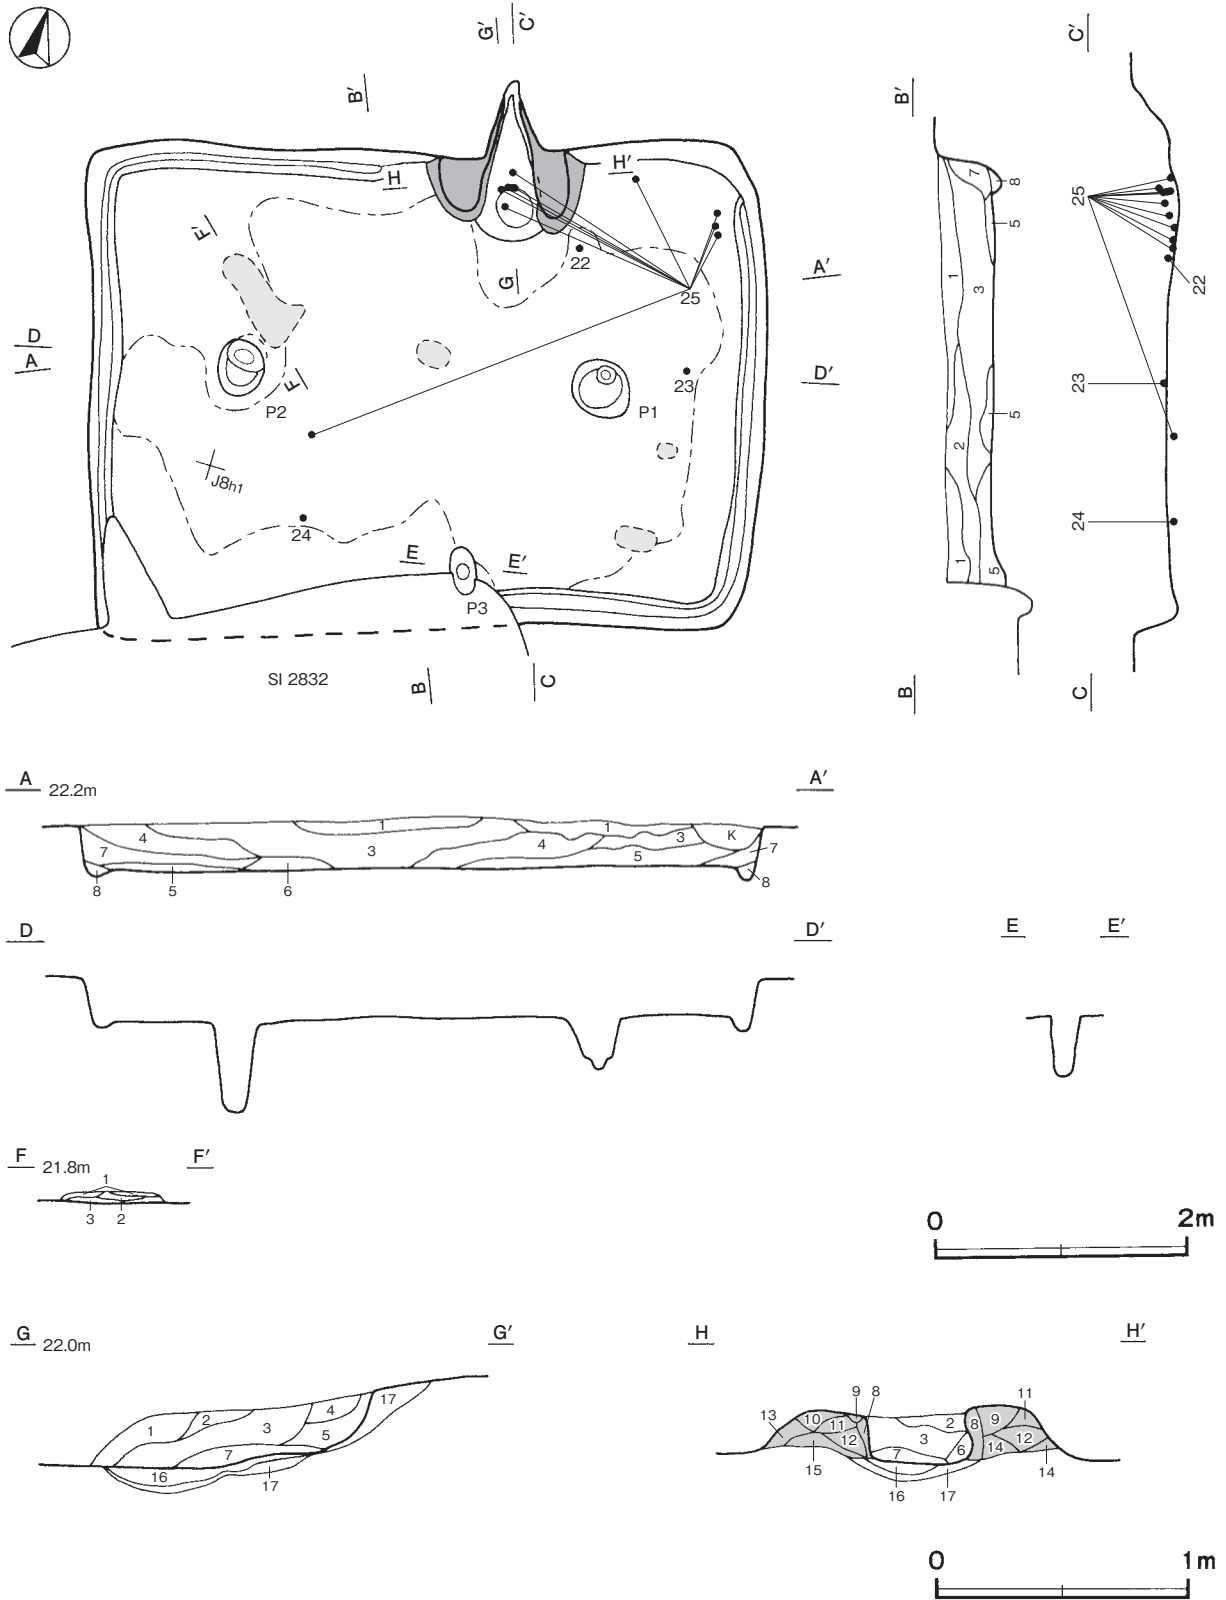 G′ C′
C′
B′
B′
H H′
7
8
25
F′
5
22
G
A′
25
1
3
22
D
A
F
D′
23
P2
P1
23
5
2
J8h1
24
24
E E′
1
5
P3
SI 2832
B C
B
C
A 22.2m A′
1 1
4 3 K
7 3 4 5 7
8 5 6 8
D D′ E E′
F 21.8m F′
1
3 2
0 2m
G 22.0m G′ H H′
17
4
2
1 3
5
7
16
17
9 8 11
13 10 11 2 8 9
12 3 12
7 6 14
15 14
16 17
0 1m